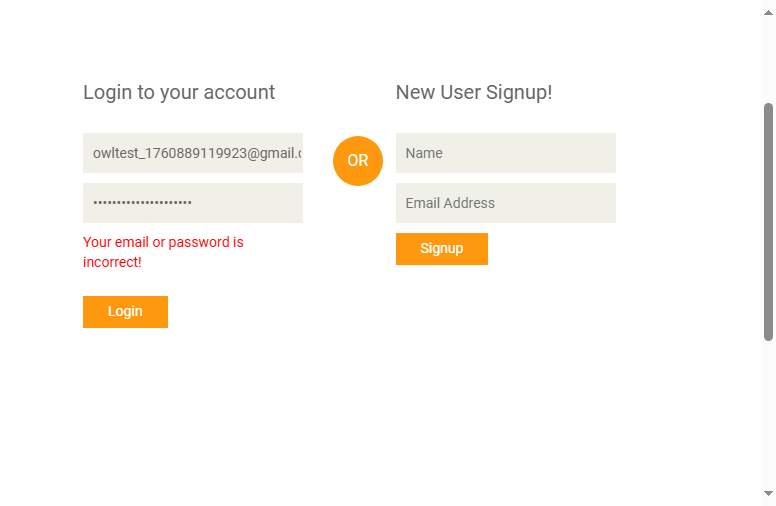 Login to your account
New User Signup!
owltest_1760889119923@gmail.c
OR
Name
Email Address
Your email or password is
incorrect!
Signup
Login